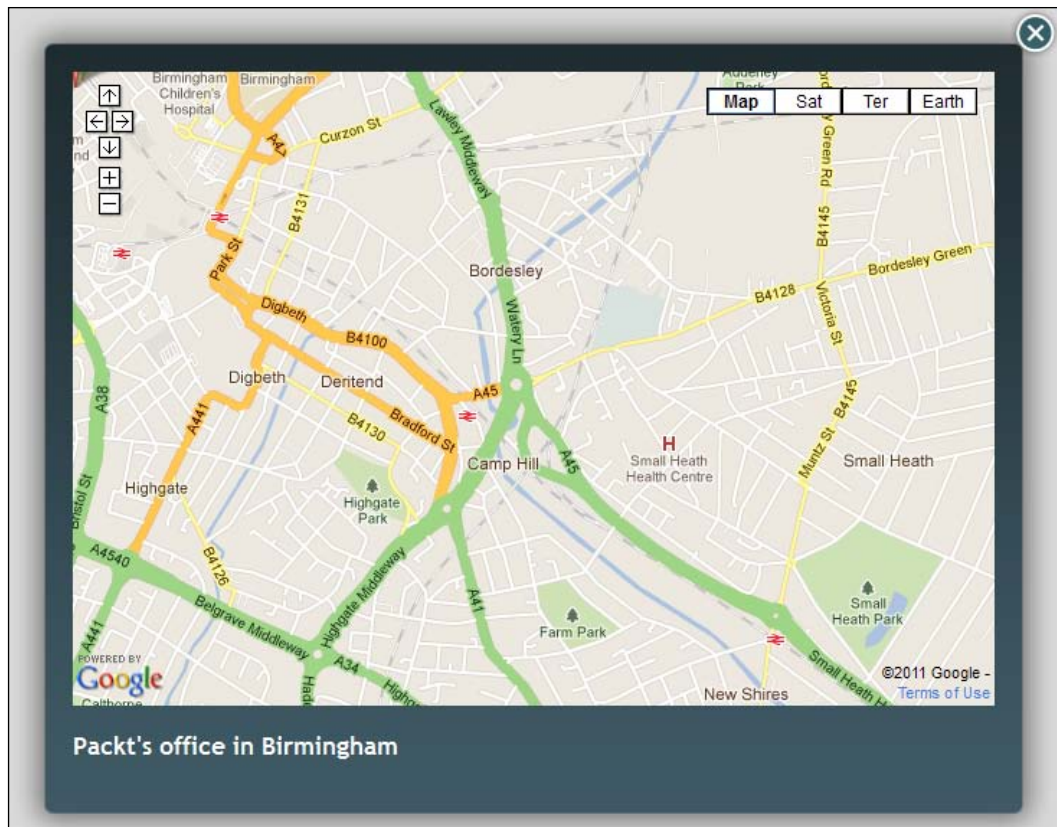 Birmingham
Children's
Hospital
Birmingham
Curzon St
Lawley Middleway
Map
Sat
Ter
Earth
Green Rd
B4131
B4145
Park St
Bordesley
Bordesley Green
B4128
Victoria St
Digbeth
B4100
Watery Ln
A38
Digbeth
Deritend
A45
A441
B4130
Bradford St
B4145
Muntz St
A45
H
Small Heath
Health Centre
Small Heath
Camp Hill
Highgate
Highgate
Park
Bristol St
A4540
B4126
Highgate Middleway
A41
Belgrave Middleway
Farm Park
Small
Heath Park
A441
A34
POWERED BY
Google
Small Heath
New Shires
©2011 Google -
Terms of Use
Packt's office in Birmingham